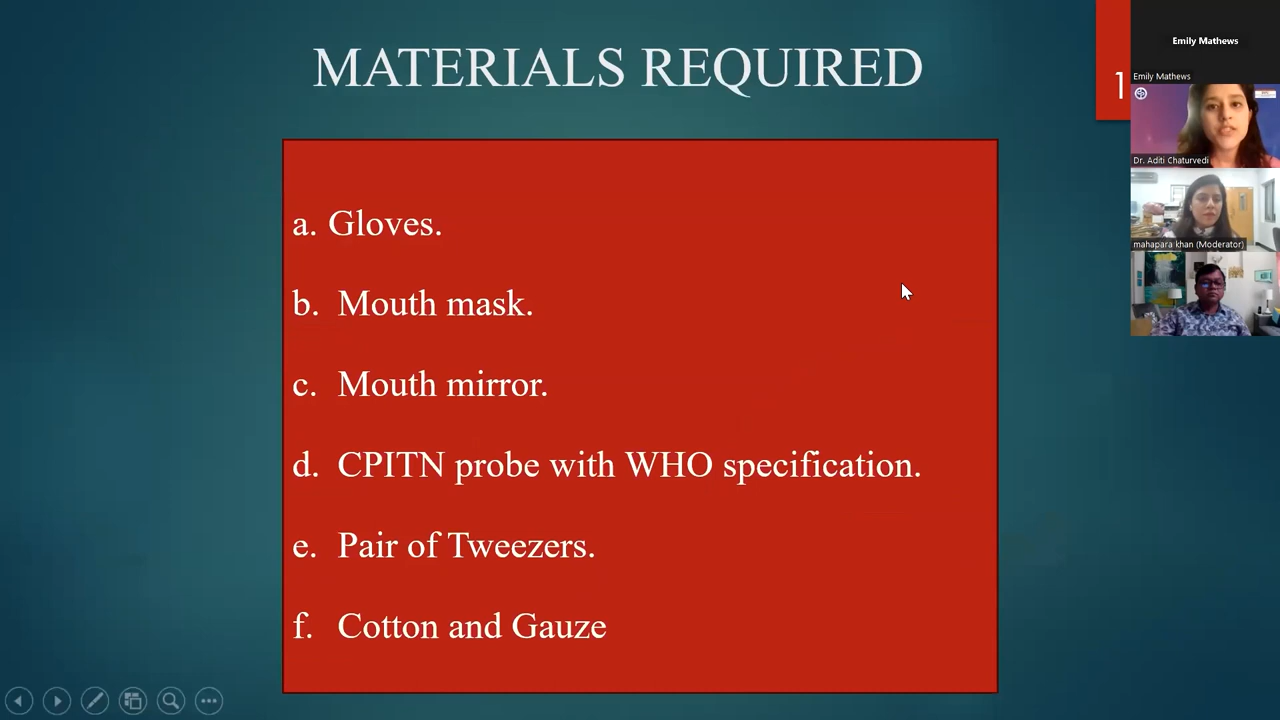 MATERIALS REQUIRED
1
a. Gloves.
b. Mouth mask.
c. Mouth mirror.
d. CPITN probe with WHO specification.
e. Pair of Tweezers.
f. Cotton and Gauze
Emily Mathews
Emily Mathews
Dr. Aditi Chaturvedi
mahapara khan (Moderator)